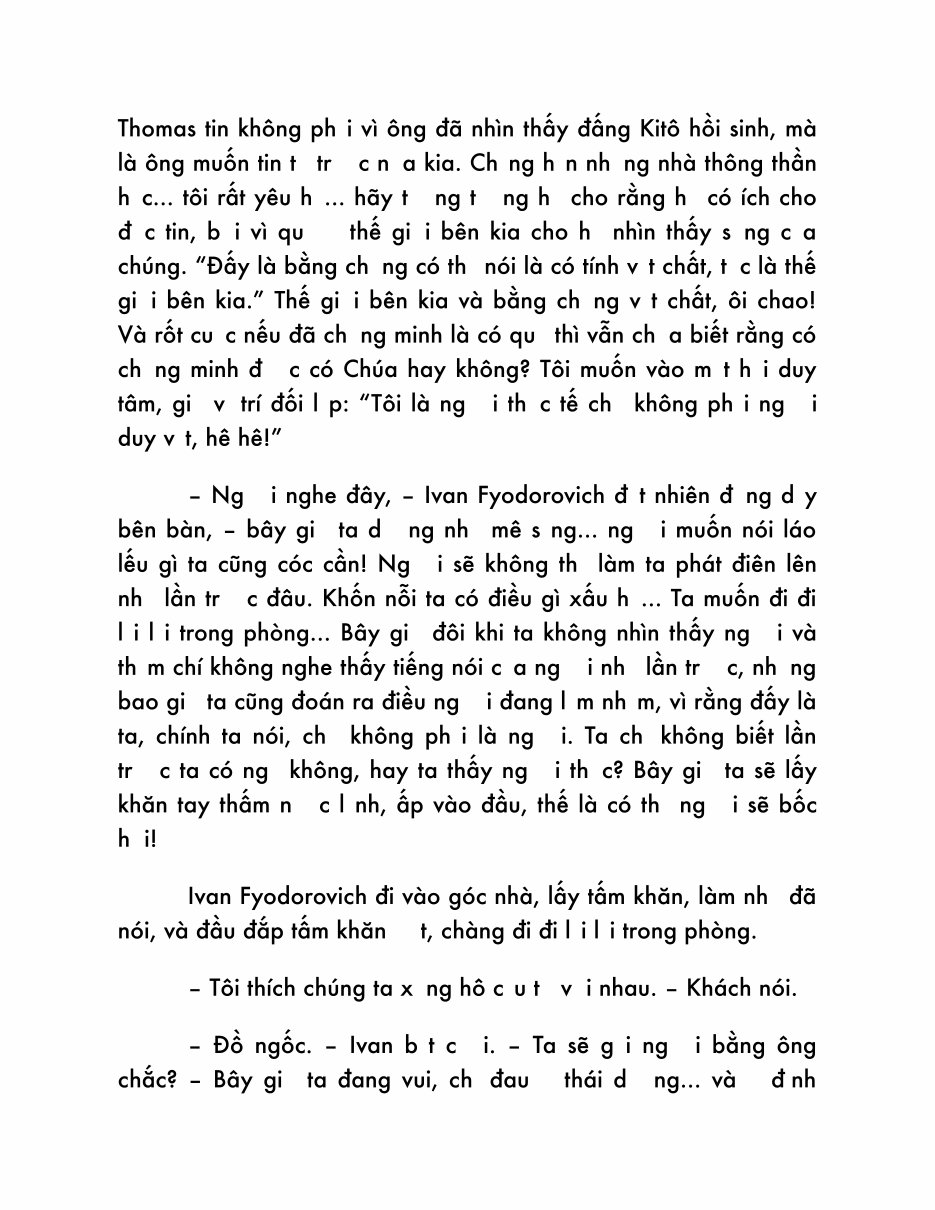 Thomas tin không ph i vì ông đã nhìn thấy đấng Kitô hồi sinh, mà
là ông muốn tin t tr c n a kia. Ch ng h n nh ng nhà thông thần
h c... tôi rất yêu h ... hãy t ng t ng h cho rằng h có ích cho
đ c tin, b i vì qu thế gi i bên kia cho h nhìn thấy s ng c a
chúng. “Đấy là bằng ch ng có th nói là có tính v t chất, t c là thế
gi i bên kia.” Thế gi i bên kia và bằng ch ng v t chất, ôi chao!
Và rốt cu c nếu đã ch ng minh là có qu thì vẫn ch a biết rằng có
ch ng minh đ c có Chúa hay không? Tôi muốn vào m t h i duy
tâm, gi v trí đối l p: “Tôi là ng i th c tế ch không ph i ng i
duy v t, hê hê!”
– Ng i nghe đây, – Ivan Fyodorovich đ t nhiên đ ng d y
bên bàn, – bây gi ta d ng nh mê s ng... ng i muốn nói láo
lếu gì ta cũng cóc cần! Ng i sẽ không th làm ta phát điên lên
nh lần tr c đâu. Khốn nỗi ta có điều gì xấu h ... Ta muốn đi đi
l i l i trong phòng... Bây gi đôi khi ta không nhìn thấy ng i và
th m chí không nghe thấy tiếng nói c a ng i nh lần tr c, nh ng
bao gi ta cũng đoán ra điều ng i đang l m nh m, vì rằng đấy là
ta, chính ta nói, ch không ph i là ng i. Ta ch không biết lần
tr c ta có ng không, hay ta thấy ng i th c? Bây gi ta sẽ lấy
khăn tay thấm n c l nh, ấp vào đầu, thế là có th ng i sẽ bốc
h i!
Ivan Fyodorovich đi vào góc nhà, lấy tấm khăn, làm nh đã
nói, và đầu đắp tấm khăn t, chàng đi đi l i l i trong phòng.
– Tôi thích chúng ta x ng hô c u t v i nhau. – Khách nói.
– Đồ ngốc. – Ivan b t c i. – Ta sẽ g i ng i bằng ông
chắc? – Bây gi ta đang vui, ch đau thái d ng... và đ nh